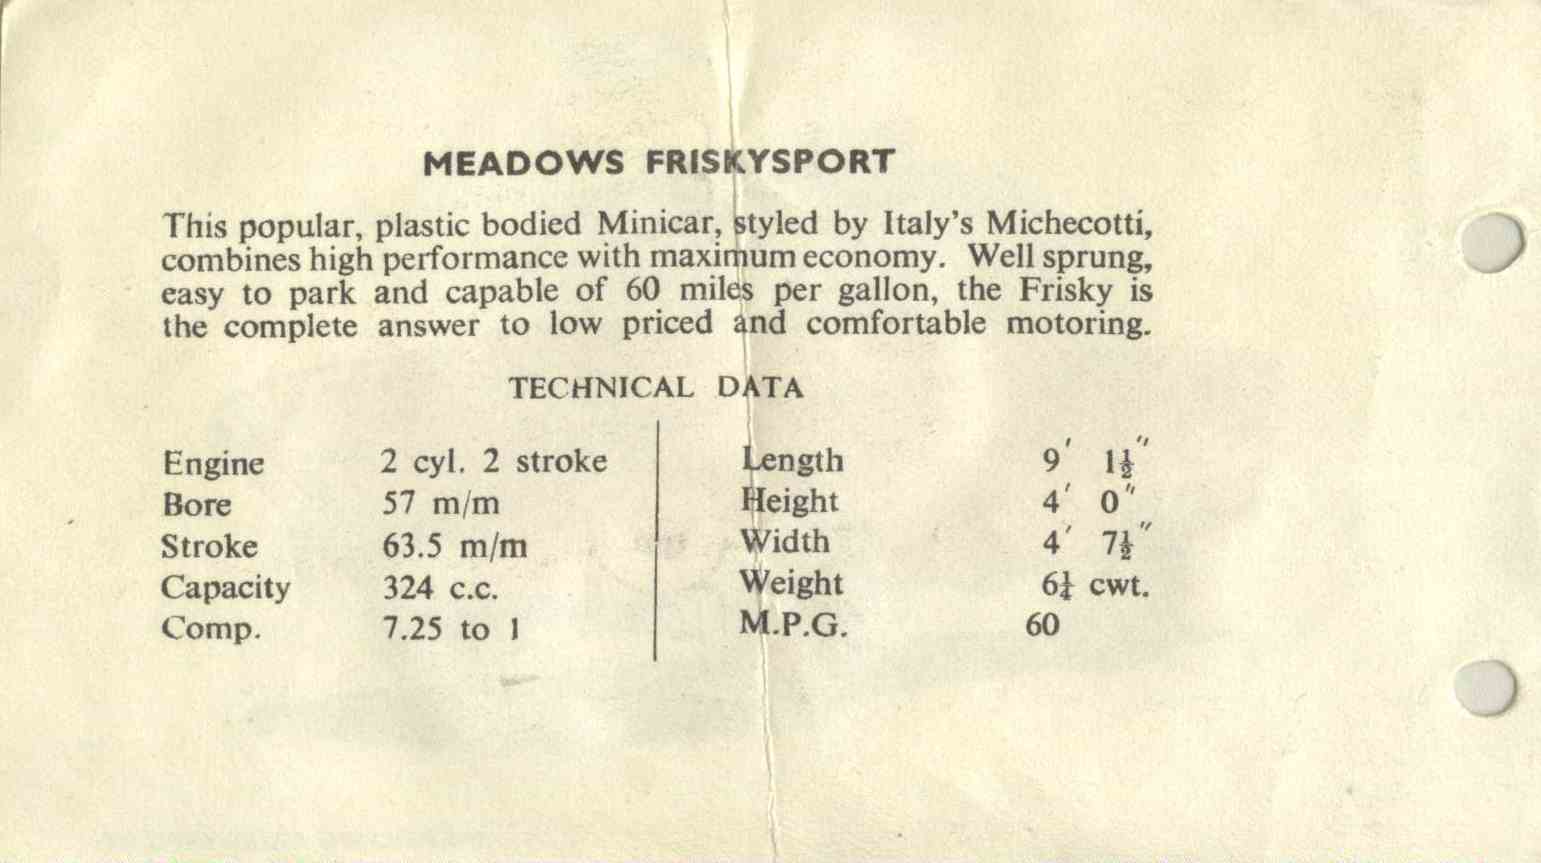 MEADOWS FRISKYSPORT
This popular, plastic bodied Minicar, styled by Italy's Michecotti,
combines high performance with maximum economy. Well sprung,
easy to park and capable of 60 miles per gallon, the Frisky is
the complete answer to low priced and comfortable motoring.
TECHNICAL DATA
Engine 2 cyl. 2 stroke
Bore 57 m/m
Stroke 63.5 m/m
Capacity 324 c.c.
Comp. 7.25 to 1
Length 9′ 1½″
Height 4′ 0″
Width 4′ 7½″
Weight 6¼ cwt.
M.P.G. 60